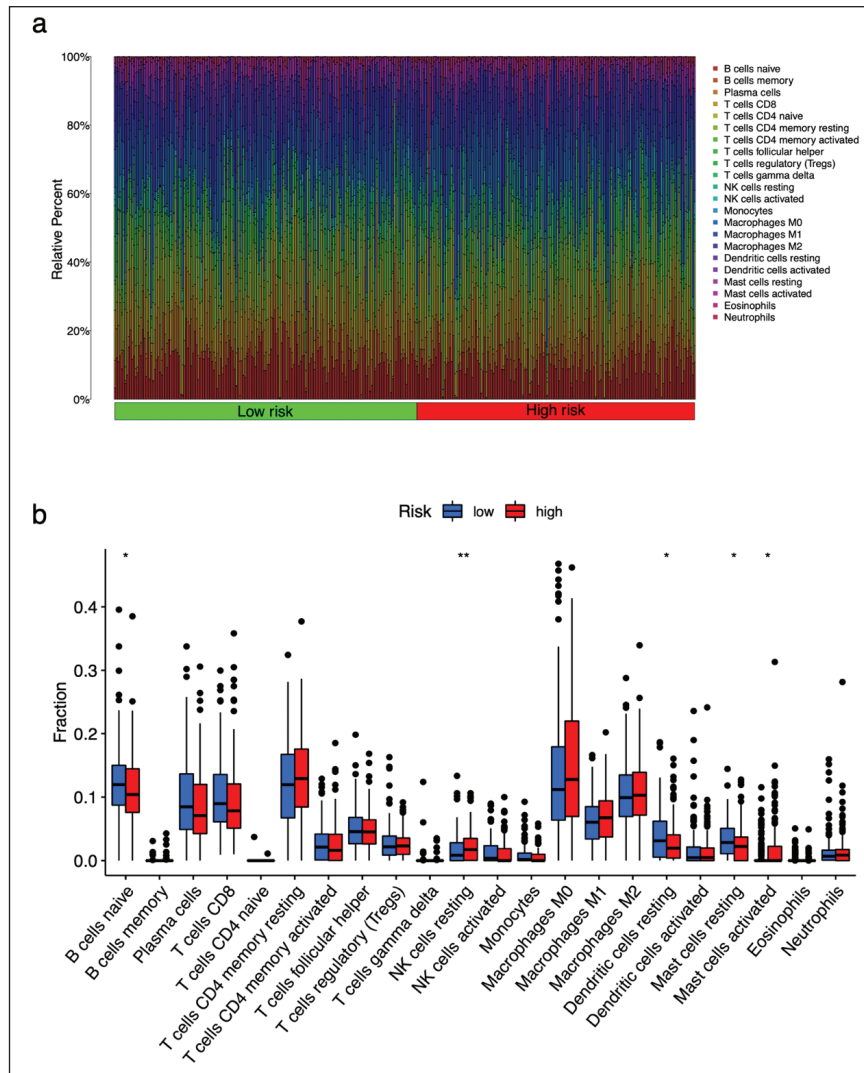 a
100%
80%
60%
40%
20%
0%
Relative Percent
Low risk
High risk
B cells naive
B cells memory
Plasma cells
T cells CD8
T cells CD4 naive
T cells CD4 memory resting
T cells CD4 memory activated
T cells follicular helper
T cells regulatory (Tregs)
T cells gamma delta
NK cells resting
NK cells activated
Monocytes
Macrophages M0
Macrophages M1
Macrophages M2
Dendritic cells resting
Dendritic cells activated
Mast cells resting
Mast cells activated
Eosinophils
Neutrophils
b
Risk low high
* ** * * *
0.4
0.3
0.2
0.1
0.0
Fraction
B cells naive
B cells memory
Plasma cells
T cells CD8
T cells CD4 naive
T cells CD4 memory resting
T cells CD4 memory activated
T cells follicular helper
T cells regulatory (Tregs)
T cells gamma delta
NK cells resting
NK cells activated
Monocytes
Macrophages M0
Macrophages M1
Macrophages M2
Dendritic cells resting
Dendritic cells activated
Mast cells resting
Mast cells activated
Eosinophils
Neutrophils